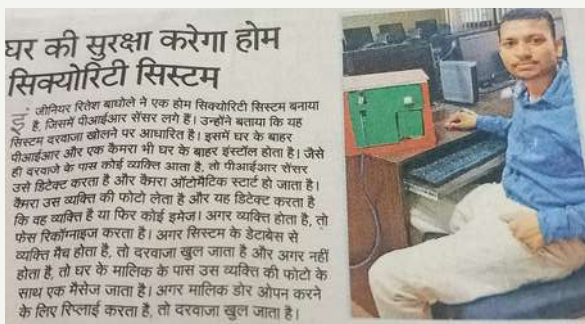 घर की सुरक्षा करेगा होम
सिक्योरिटी सिस्टम
इंजीनियर रितेश बाघोले ने एक होम सिक्योरिटी सिस्टम बनाया
है, जिसमें पीआईआर सेंसर लगे हैं। उन्होंने बताया कि यह
सिस्टम दरवाजा खोलने पर आधारित है। इसमें घर के बाहर
पीआईआर और एक कैमरा भी घर के बाहर इंस्टॉल होता है। जैसे
ही दरवाजे के पास कोई व्यक्ति आता है, तो पीआईआर सेंसर
उसे डिटेक्ट करता है और कैमरा ऑटोमैटिक स्टार्ट हो जाता है।
कैमरा उस व्यक्ति की फोटो लेता है और यह डिटेक्ट करता है
कि वह व्यक्ति है या फिर कोई इमेज। अगर व्यक्ति होता है, तो
फेस रिकॉग्नाइज करता है। अगर सिस्टम के डेटाबेस से
व्यक्ति मैच होता है, तो दरवाजा खुल जाता है और अगर नहीं
होता है, तो घर के मालिक के पास उस व्यक्ति की फोटो के
साथ एक मैसेज जाता है। अगर मालिक डोर ओपन करने
के लिए रिप्लाई करता है, तो दरवाजा खुल जाता है।